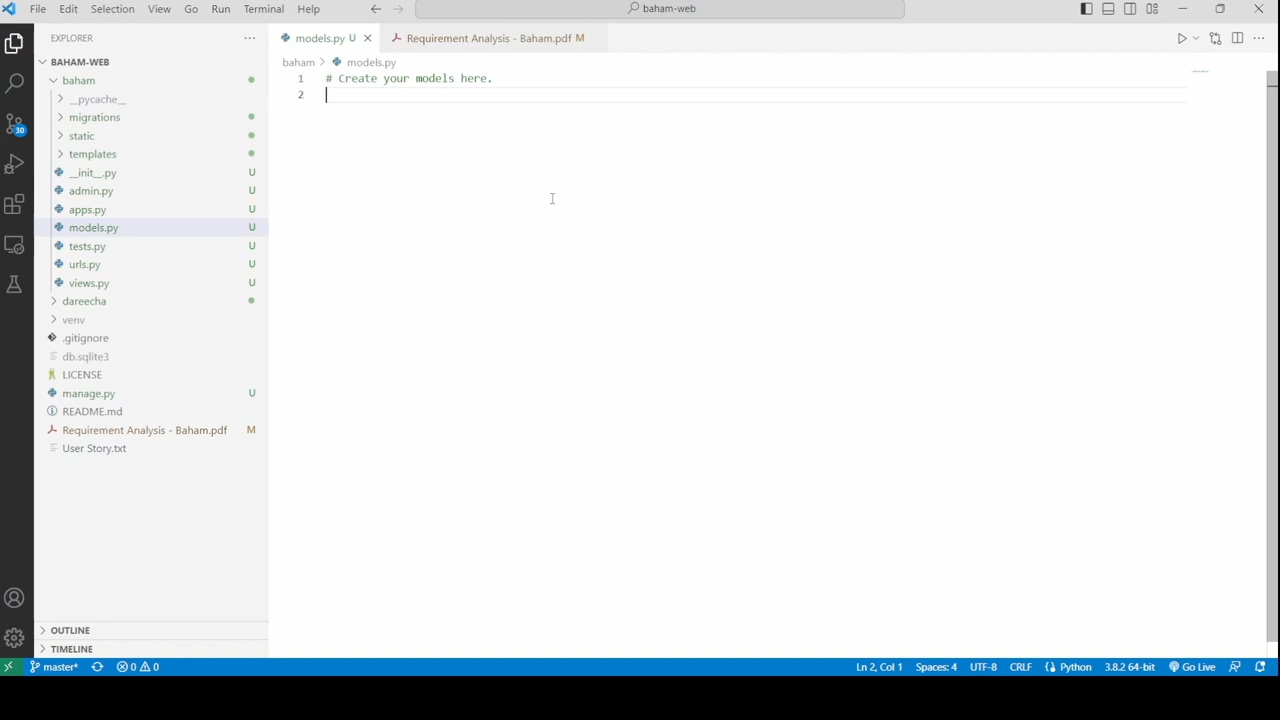 File Edit Selection View Go Run Terminal Help baham-web
EXPLORER
models.py U
Requirement Analysis - Baham.pdf M
BAHAM-WEB
baham > models.py
baham
1 # Create your models here.
2
__pycache__
migrations
static
templates
__init__.py U
admin.py U
apps.py U
models.py U
tests.py U
urls.py U
views.py U
dareecha
venv
.gitignore
db.sqlite3
LICENSE
manage.py U
README.md
Requirement Analysis - Baham.pdf M
User Story.txt
30
OUTLINE
TIMELINE
master* 0 0 Ln 2, Col 1 Spaces: 4 UTF-8 CRLF Python 3.8.2 64-bit Go Live